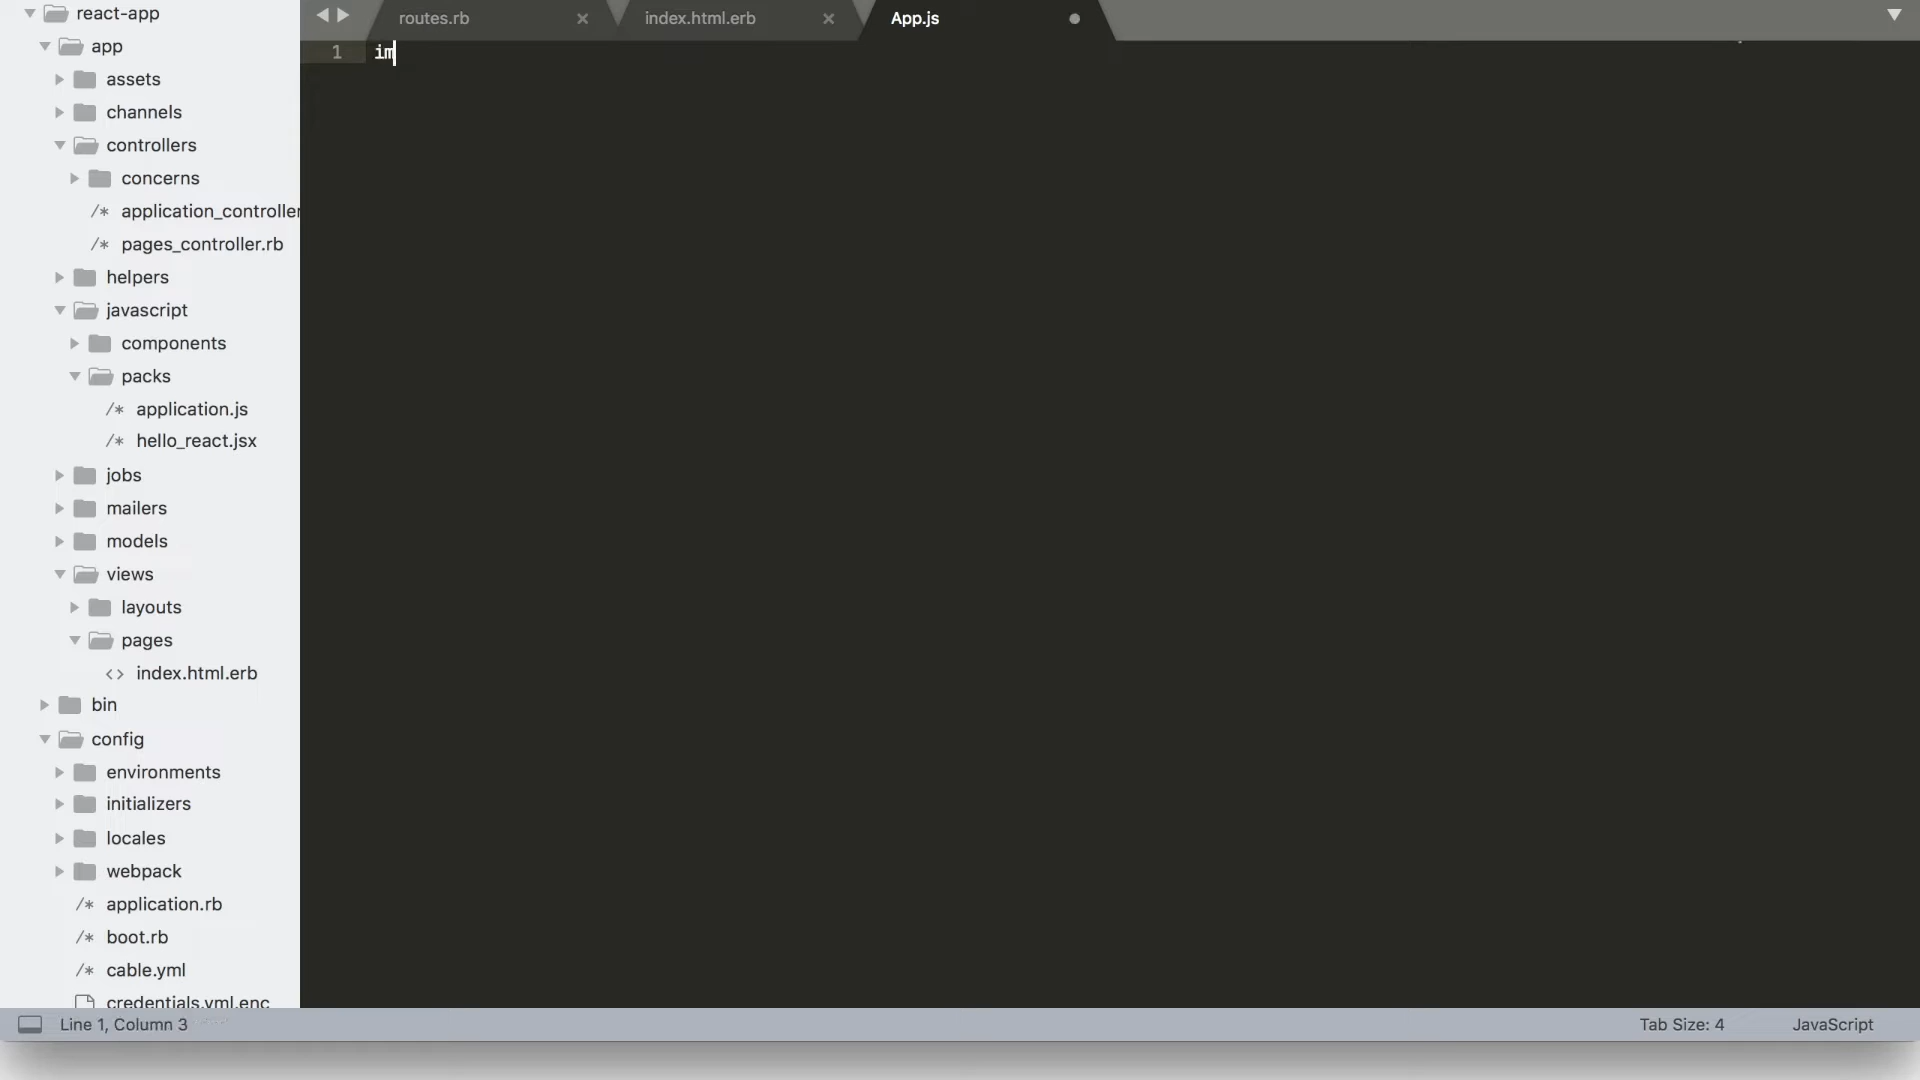 react-app
app
assets
channels
controllers
concerns
/* application_controller
/* pages_controller.rb
helpers
javascript
components
packs
/* application.js
/* hello_react.jsx
jobs
mailers
models
views
layouts
pages
<> index.html.erb
bin
config
environments
initializers
locales
webpack
/* application.rb
/* boot.rb
/* cable.yml
credentials.yml.enc
routes.rb
index.html.erb
App.js
1 im
Line 1, Column 3
Tab Size: 4
JavaScript